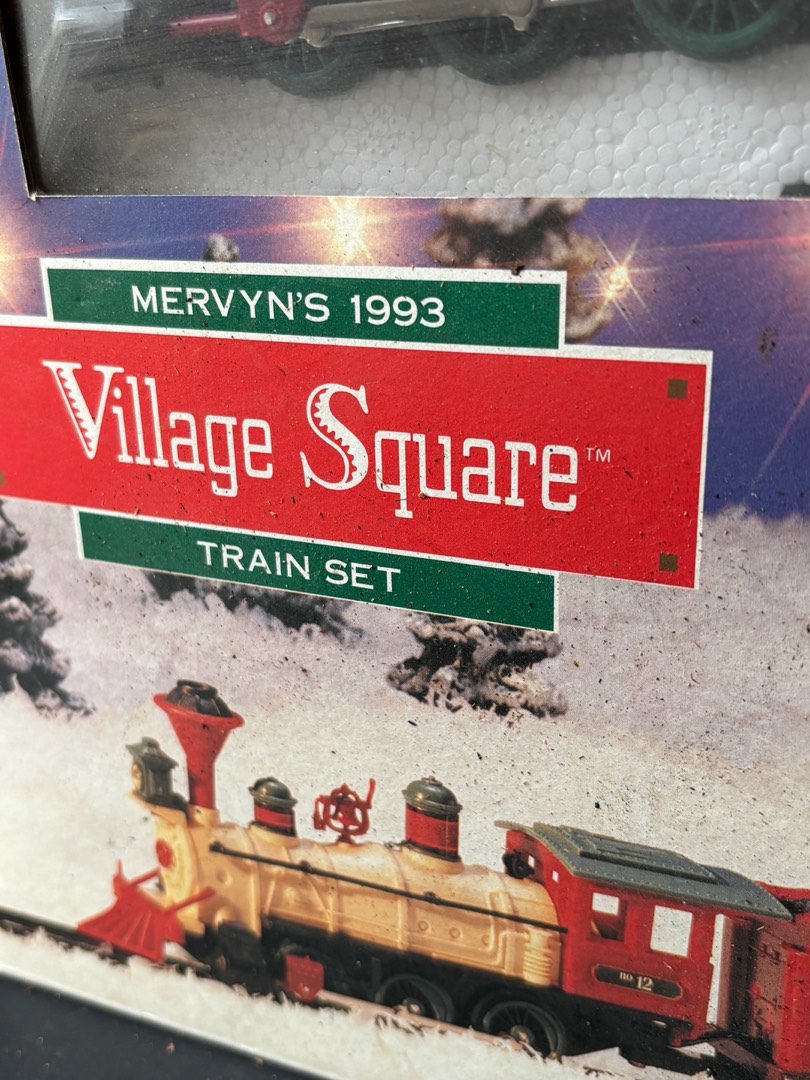 MERVYN'S 1993
Village Square™
TRAIN SET
no 12